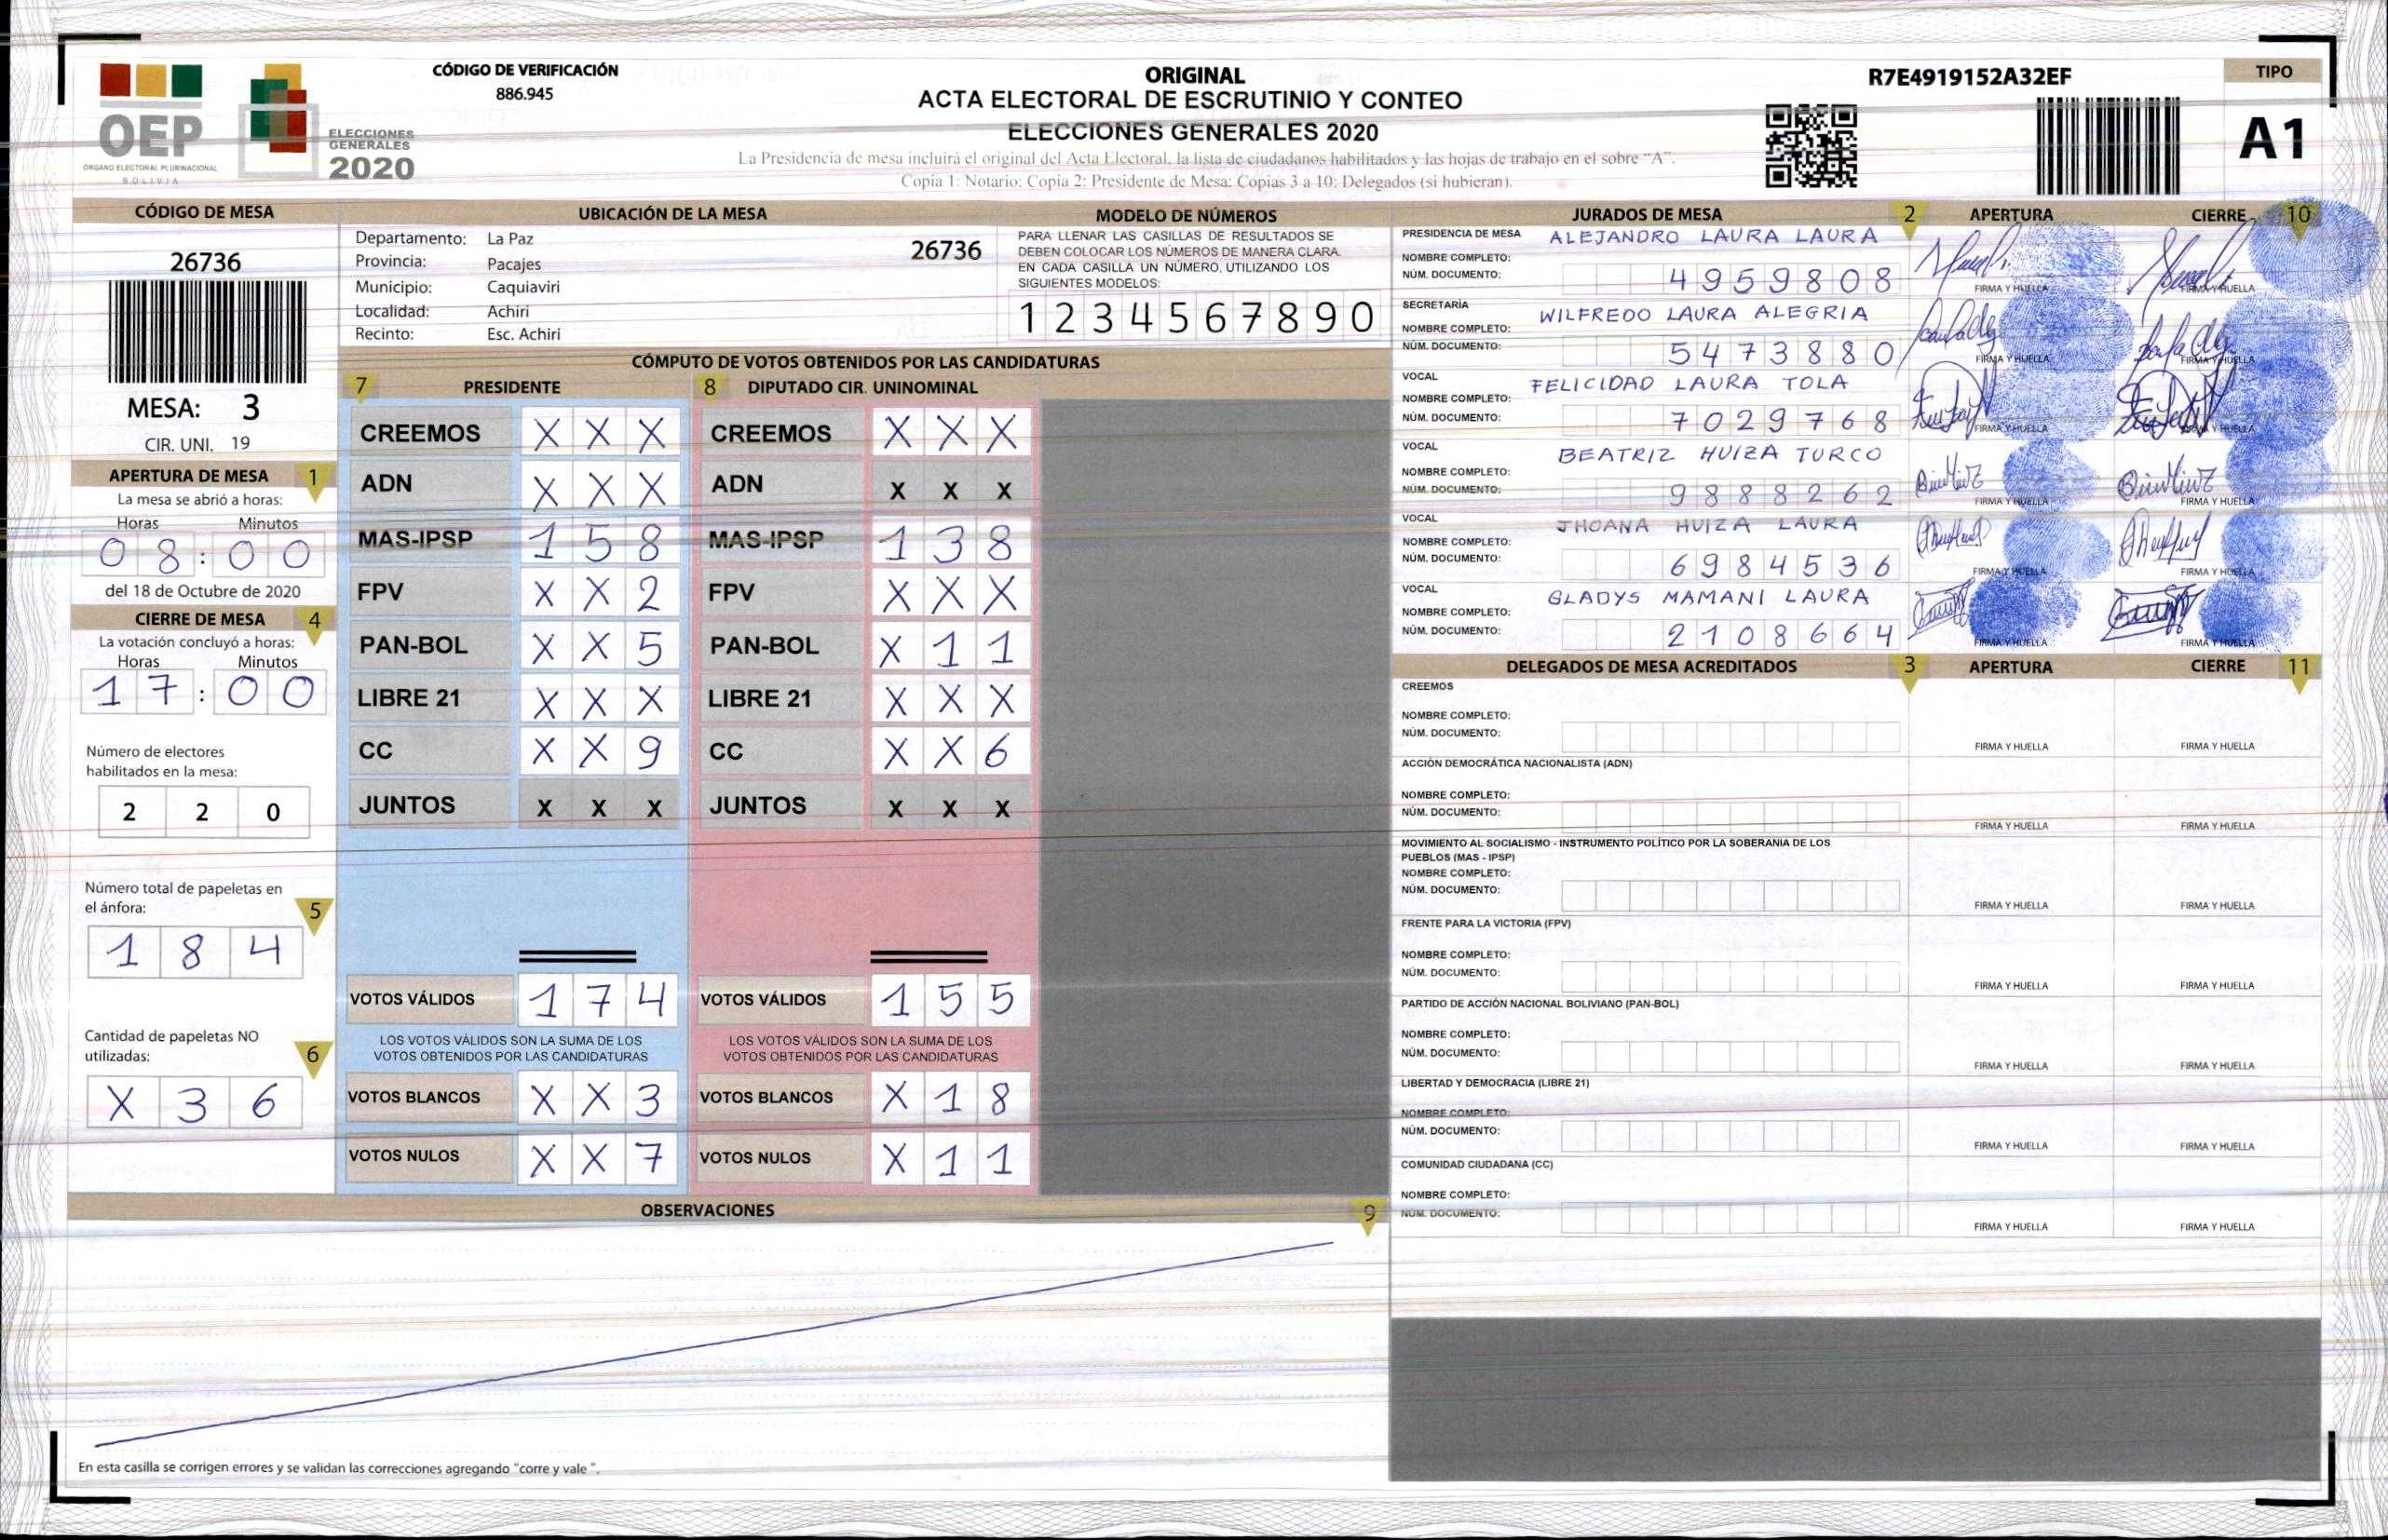 CÓDIGO DE VERIFICACIÓN
886.945
OEP
ÓRGANO ELECTORAL PLURINACIONAL
BOLIVIA
ELECCIONES
GENERALES
2020
ORIGINAL
ACTA ELECTORAL DE ESCRUTINIO Y CONTEO
ELECCIONES GENERALES 2020
La Presidencia de mesa incluirá el original del Acta Electoral, la lista de ciudadanos habilitados y las hojas de trabajo en el sobre "A".
Copia 1: Notario; Copia 2: Presidente de Mesa; Copias 3 a 10: Delegados (si hubieran).
R7E4919152A32EF
TIPO
A1
CÓDIGO DE MESA
26736
MESA: 3
CIR. UNI. 19
APERTURA DE MESA 1
La mesa se abrió a horas:
Horas Minutos
08:00
del 18 de Octubre de 2020
CIERRE DE MESA 4
La votación concluyó a horas:
Horas Minutos
17:00
Número de electores
habilitados en la mesa:
2 2 0
Número total de papeletas en
el ánfora: 5
1 8 4
Cantidad de papeletas NO
utilizadas: 6
X 3 6
UBICACIÓN DE LA MESA
Departamento: La Paz
26736
Provincia: Pacajes
Municipio: Caquiaviri
Localidad: Achiri
Recinto: Esc. Achiri
MODELO DE NÚMEROS
PARA LLENAR LAS CASILLAS DE RESULTADOS SE
DEBEN COLOCAR LOS NÚMEROS DE MANERA CLARA.
EN CADA CASILLA UN NÚMERO, UTILIZANDO LOS
SIGUIENTES MODELOS:
1 2 3 4 5 6 7 8 9 0
CÓMPUTO DE VOTOS OBTENIDOS POR LAS CANDIDATURAS
7 PRESIDENTE 8 DIPUTADO CIR. UNINOMINAL
CREEMOS X X X CREEMOS X X X
ADN X X X ADN X X X
MAS-IPSP 1 5 8 MAS-IPSP 1 3 8
FPV X X 2 FPV X X X
PAN-BOL X X 5 PAN-BOL X 1 1
LIBRE 21 X X X LIBRE 21 X X X
CC X X 9 CC X X 6
JUNTOS X X X JUNTOS X X X
VOTOS VÁLIDOS 1 7 4 VOTOS VÁLIDOS 1 5 5
LOS VOTOS VÁLIDOS SON LA SUMA DE LOS LOS VOTOS VÁLIDOS SON LA SUMA DE LOS
VOTOS OBTENIDOS POR LAS CANDIDATURAS VOTOS OBTENIDOS POR LAS CANDIDATURAS
VOTOS BLANCOS X X 3 VOTOS BLANCOS X 1 8
VOTOS NULOS X X 7 VOTOS NULOS X 1 1
OBSERVACIONES 9
En esta casilla se corrigen errores y se validan las correcciones agregando "corre y vale ".
JURADOS DE MESA 2 APERTURA CIERRE 10
PRESIDENCIA DE MESA ALEJANDRO LAURA LAURA
NOMBRE COMPLETO:
NÚM. DOCUMENTO: 4959808 FIRMA Y HUELLA FIRMA Y HUELLA
SECRETARÍA WILFREDO LAURA ALEGRIA
NOMBRE COMPLETO:
NÚM. DOCUMENTO: 5473880 FIRMA Y HUELLA FIRMA Y HUELLA
VOCAL FELICIDAD LAURA TOLA
NOMBRE COMPLETO:
NÚM. DOCUMENTO: 7029768 FIRMA Y HUELLA FIRMA Y HUELLA
VOCAL BEATRIZ HUIZA TURCO
NOMBRE COMPLETO:
NÚM. DOCUMENTO: 9888262 FIRMA Y HUELLA FIRMA Y HUELLA
VOCAL JHOANA HUIZA LAURA
NOMBRE COMPLETO:
NÚM. DOCUMENTO: 6984536 FIRMA Y HUELLA FIRMA Y HUELLA
VOCAL GLADYS MAMANI LAURA
NOMBRE COMPLETO:
NÚM. DOCUMENTO: 2108664 FIRMA Y HUELLA FIRMA Y HUELLA
DELEGADOS DE MESA ACREDITADOS 3 APERTURA CIERRE 11
CREEMOS
NOMBRE COMPLETO:
NÚM. DOCUMENTO: FIRMA Y HUELLA FIRMA Y HUELLA
ACCIÓN DEMOCRÁTICA NACIONALISTA (ADN)
NOMBRE COMPLETO:
NÚM. DOCUMENTO: FIRMA Y HUELLA FIRMA Y HUELLA
MOVIMIENTO AL SOCIALISMO - INSTRUMENTO POLÍTICO POR LA SOBERANIA DE LOS
PUEBLOS (MAS - IPSP)
NOMBRE COMPLETO:
NÚM. DOCUMENTO: FIRMA Y HUELLA FIRMA Y HUELLA
FRENTE PARA LA VICTORIA (FPV)
NOMBRE COMPLETO:
NÚM. DOCUMENTO: FIRMA Y HUELLA FIRMA Y HUELLA
PARTIDO DE ACCIÓN NACIONAL BOLIVIANO (PAN-BOL)
NOMBRE COMPLETO:
NÚM. DOCUMENTO: FIRMA Y HUELLA FIRMA Y HUELLA
LIBERTAD Y DEMOCRACIA (LIBRE 21)
NOMBRE COMPLETO:
NÚM. DOCUMENTO: FIRMA Y HUELLA FIRMA Y HUELLA
COMUNIDAD CIUDADANA (CC)
NOMBRE COMPLETO:
NÚM. DOCUMENTO: FIRMA Y HUELLA FIRMA Y HUELLA